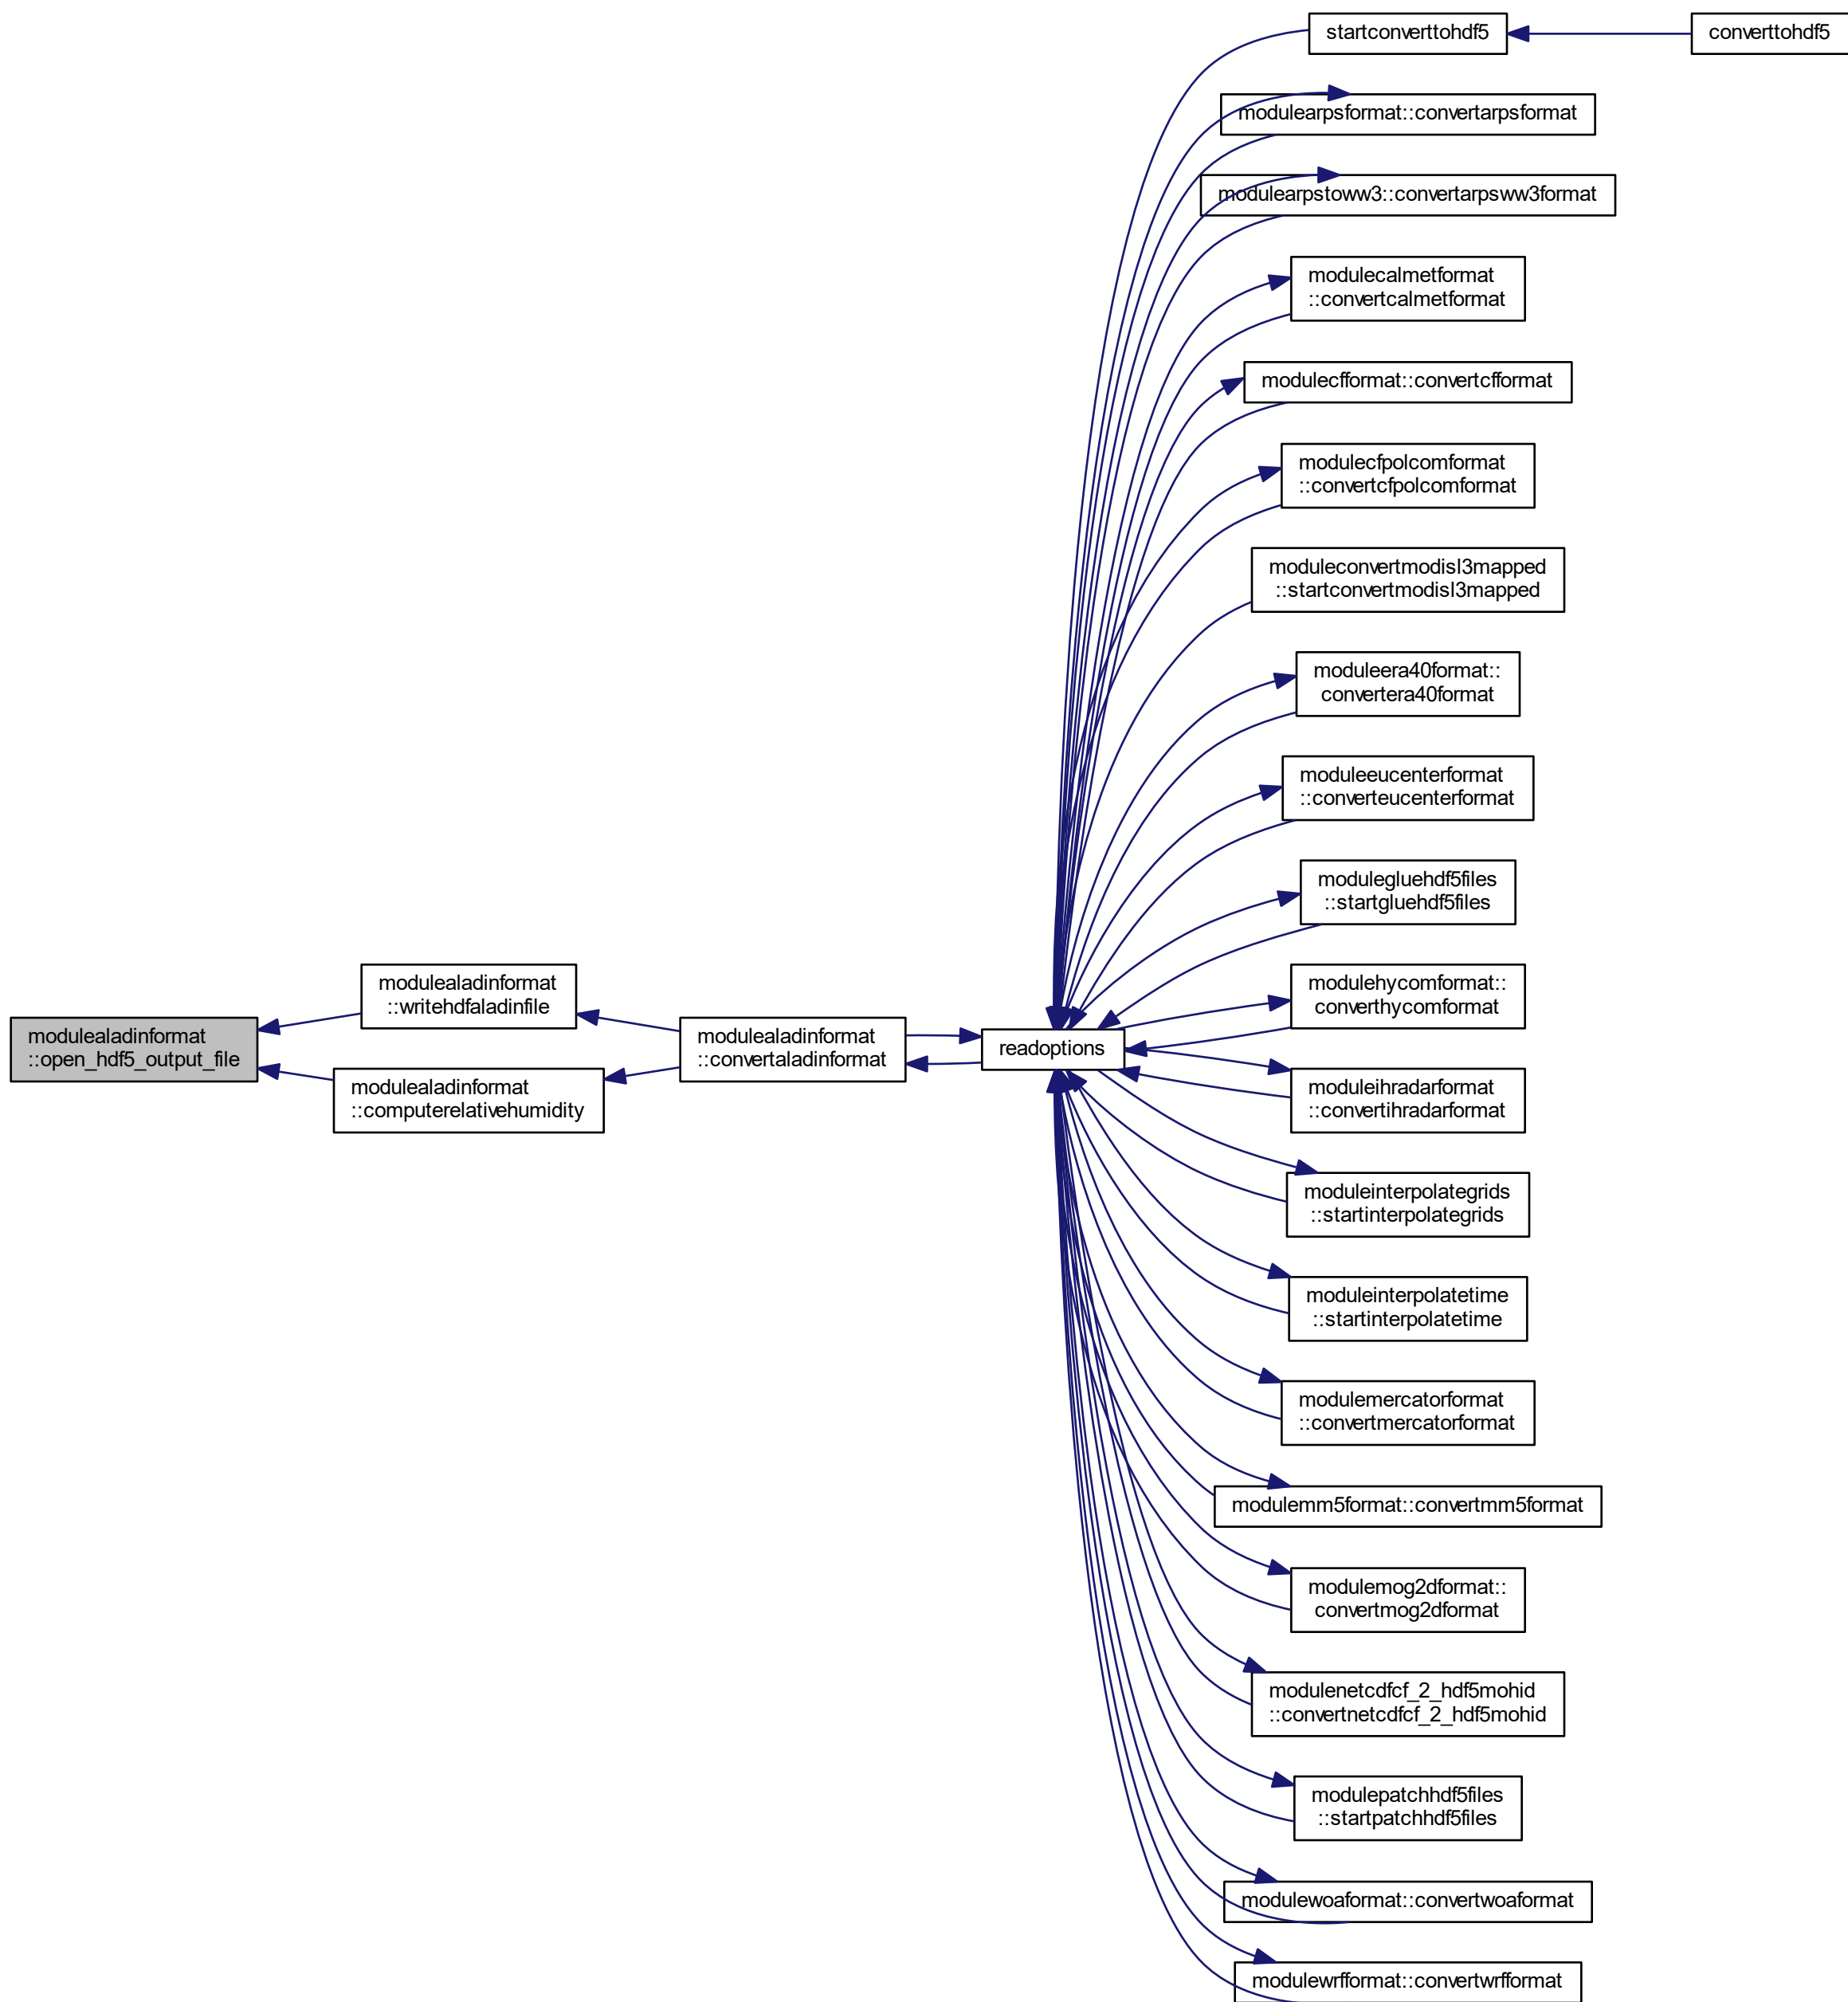 startconverttohdf5
converttohdf5
modulearpsformat::convertarpsformat
modulearpstoww3::convertarpsww3format
modulecalmetformat
::convertcalmetformat
modulecfformat::convertcfformat
modulecfpolcomformat
::convertcfpolcomformat
moduleconvertmodisl3mapped
::startconvertmodisl3mapped
moduleera40format::
convertera40format
moduleeucenterformat
::converteucenterformat
modulegluehdf5files
::startgluehdf5files
modulealadinformat
::open_hdf5_output_file
modulealadinformat
::writehdfaladinfile
modulealadinformat
::computerelativehumidity
modulealadinformat
::convertaladinformat
readoptions
modulehycomformat::
converthycomformat
moduleihradarformat
::convertihradarformat
moduleinterpolategrids
::startinterpolategrids
moduleinterpolatetime
::startinterpolatetime
modulemercatorformat
::convertmercatorformat
modulemm5format::convertmm5format
modulemog2dformat::
convertmog2dformat
modulenetcdfcf_2_hdf5mohid
::convertnetcdfcf_2_hdf5mohid
modulepatchhdf5files
::startpatchhdf5files
modulewoaformat::convertwoaformat
modulewrfformat::convertwrfformat